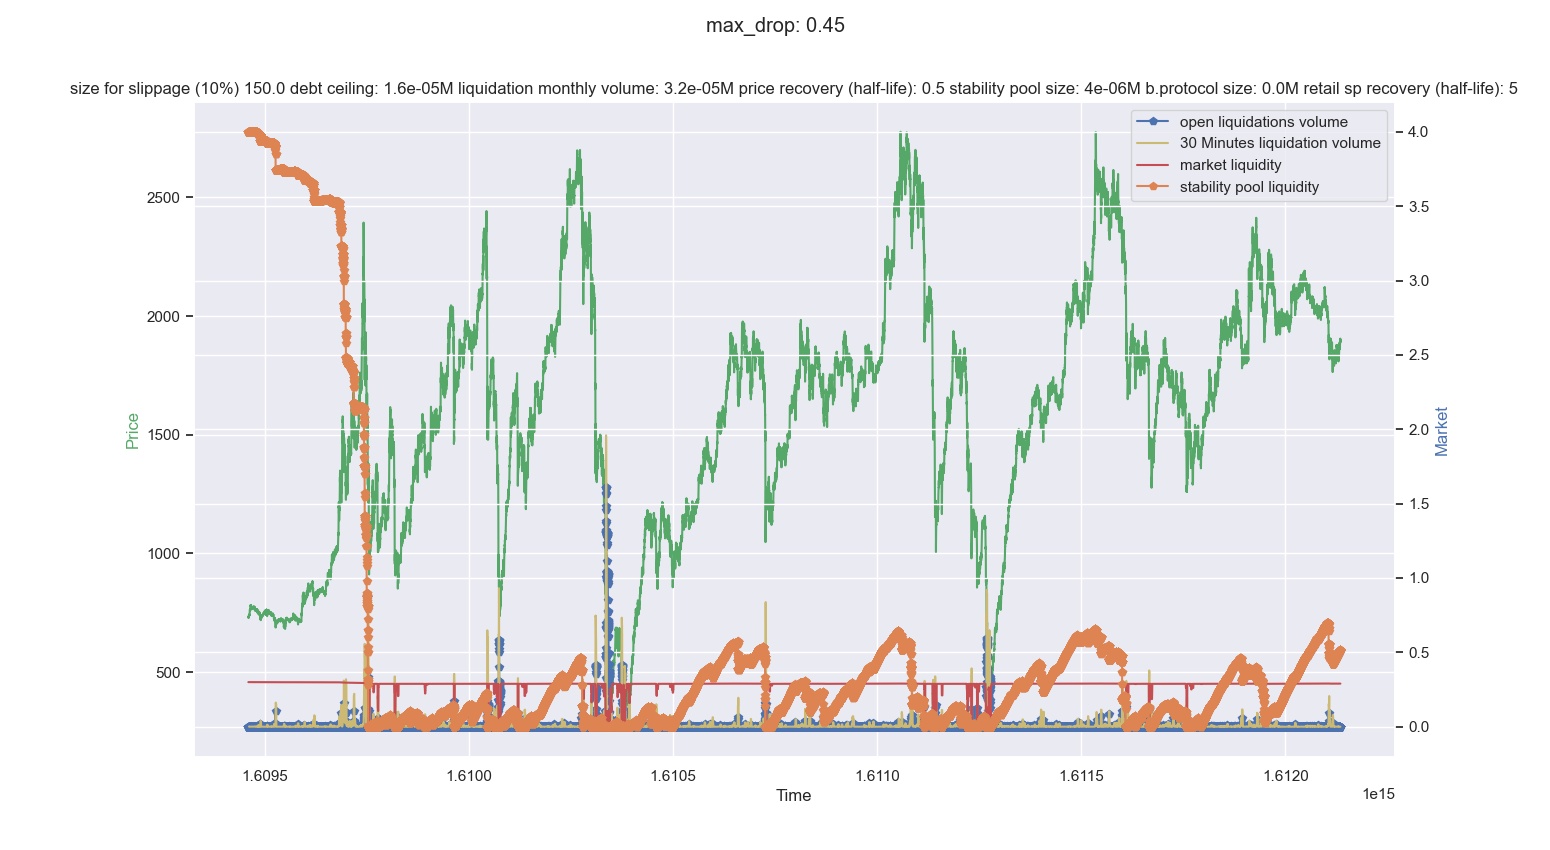 max_drop: 0.45
size for slippage (10%) 150.0 debt ceiling: 1.6e-05M liquidation monthly volume: 3.2e-05M price recovery (half-life): 0.5 stability pool size: 4e-06M b.protocol size: 0.0M retail sp recovery (half-life): 5
open liquidations volume
30 Minutes liquidation volume
market liquidity
stability pool liquidity
2500
2000
1500
1000
500
Price
4.0
3.5
3.0
2.5
2.0
1.5
1.0
0.5
0.0
Market
1.6095
1.6100
1.6105
1.6110
1.6115
1.6120
1e15
Time